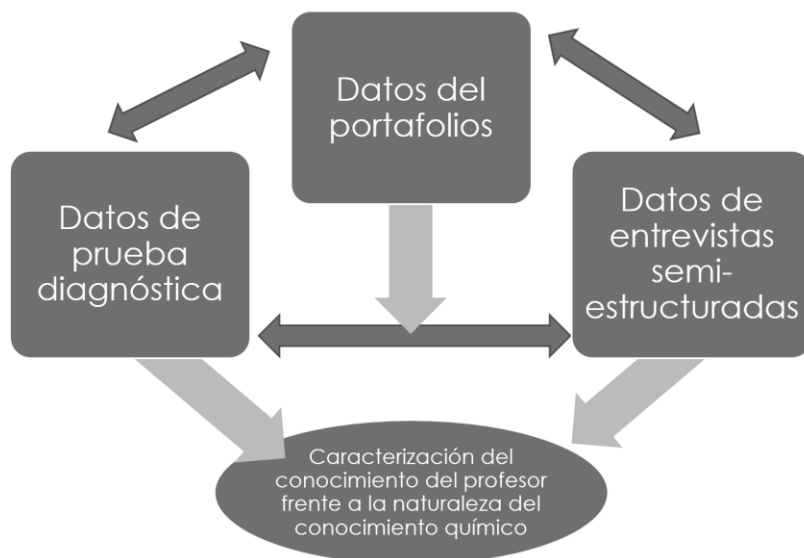 Datos del
portafolios
Datos de
prueba
diagnóstica
Datos de
entrevistas
semi-
estructuradas
Caracterización del
conocimiento del profesor
frente a la naturaleza del
conocimiento químico